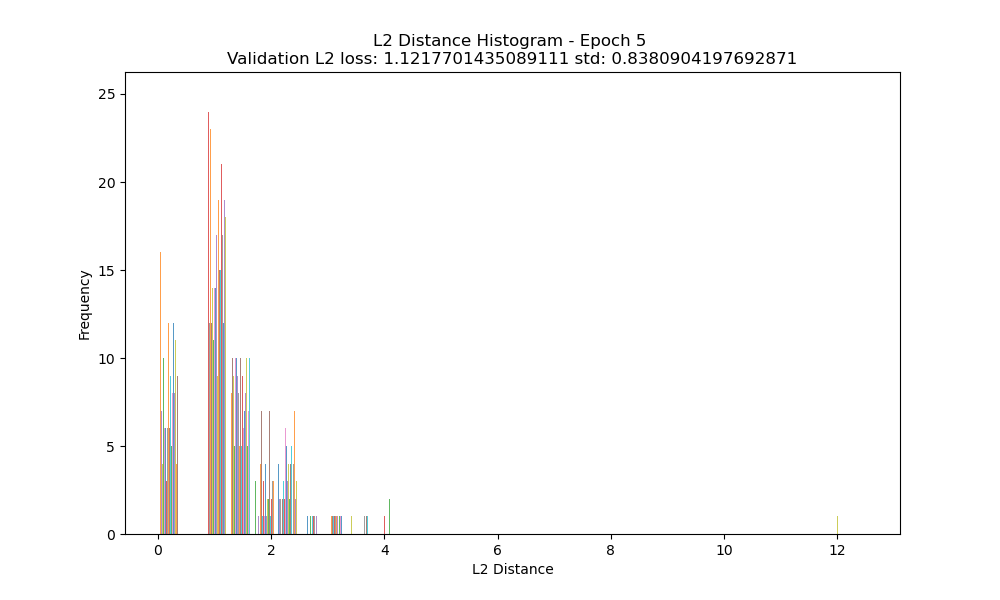 L2 Distance Histogram - Epoch 5
Validation L2 loss: 1.1217701435089111 std: 0.8380904197692871
25
20
15
10
5
0
Frequency
0 2 4 6 8 10 12
L2 Distance